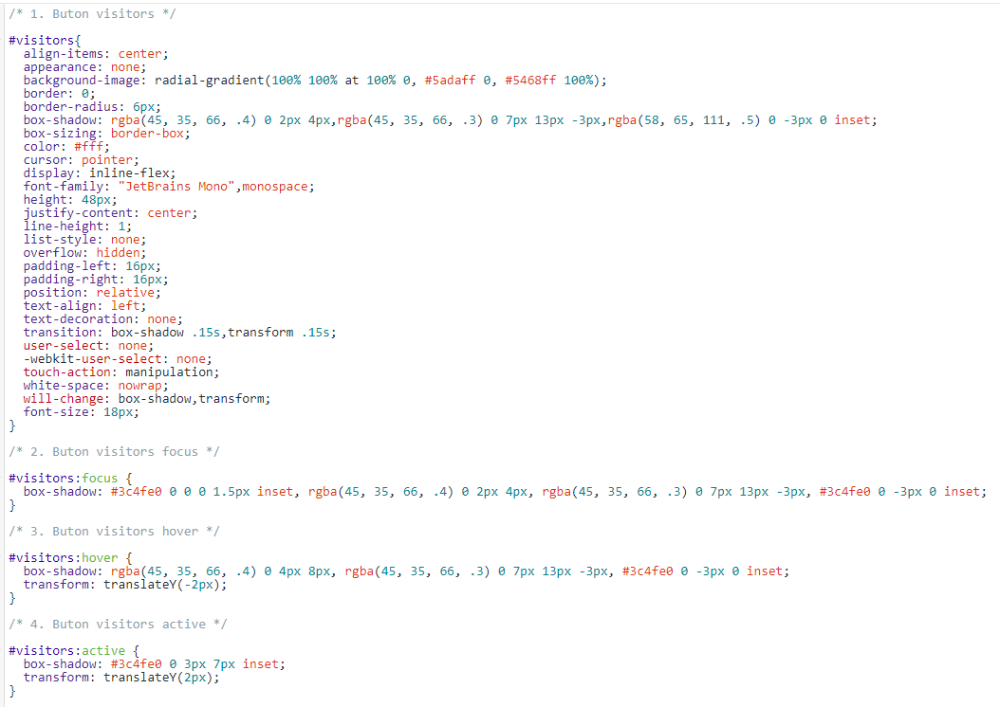 /* 1. Buton visitors */
#visitors{
align-items: center;
appearance: none;
background-image: radial-gradient(100% 100% at 100% 0, #5adaff 0, #5468ff 100%);
border: 0;
border-radius: 6px;
box-shadow: rgba(45, 35, 66, .4) 0 2px 4px,rgba(45, 35, 66, .3) 0 7px 13px -3px,rgba(58, 65, 111, .5) 0 -3px 0 inset;
box-sizing: border-box;
color: #fff;
cursor: pointer;
display: inline-flex;
font-family: "JetBrains Mono",monospace;
height: 48px;
justify-content: center;
line-height: 1;
list-style: none;
overflow: hidden;
padding-left: 16px;
padding-right: 16px;
position: relative;
text-align: left;
text-decoration: none;
transition: box-shadow .15s,transform .15s;
user-select: none;
-webkit-user-select: none;
touch-action: manipulation;
white-space: nowrap;
will-change: box-shadow,transform;
font-size: 18px;
}
/* 2. Buton visitors focus */
#visitors:focus {
box-shadow: #3c4fe0 0 0 0 1.5px inset, rgba(45, 35, 66, .4) 0 2px 4px, rgba(45, 35, 66, .3) 0 7px 13px -3px, #3c4fe0 0 -3px 0 inset;
}
/* 3. Buton visitors hover */
#visitors:hover {
box-shadow: rgba(45, 35, 66, .4) 0 4px 8px, rgba(45, 35, 66, .3) 0 7px 13px -3px, #3c4fe0 0 -3px 0 inset;
transform: translateY(-2px);
}
/* 4. Buton visitors active */
#visitors:active {
box-shadow: #3c4fe0 0 3px 7px inset;
transform: translateY(2px);
}